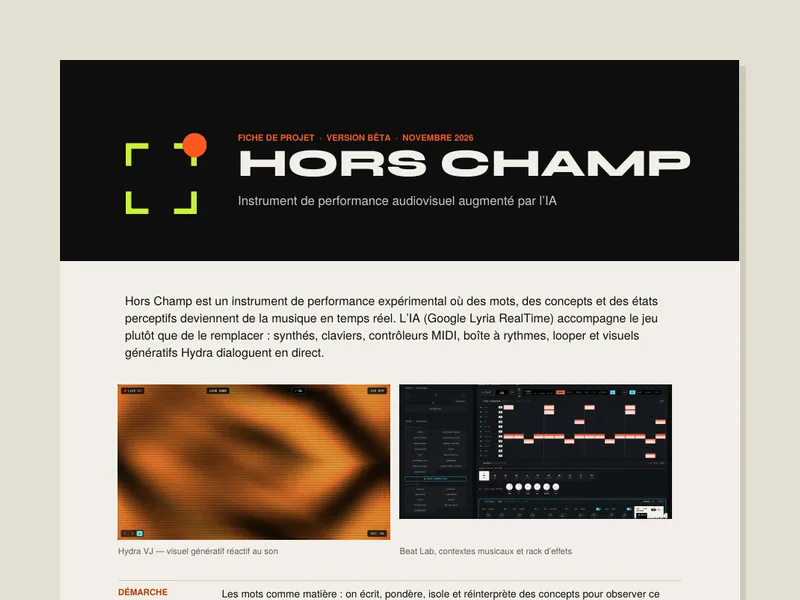 FICHE DE PROJET · VERSION BÊTA · NOVEMBRE 2026
HORS CHAMP
Instrument de performance audiovisuel augmenté par l'IA
Hors Champ est un instrument de performance expérimental où des mots, des concepts et des états
perceptifs deviennent de la musique en temps réel. L'IA (Google Lyria RealTime) accompagne le jeu
plutôt que de le remplacer : synthés, claviers, contrôleurs MIDI, boîte à rythmes, looper et visuels
génératifs Hydra dialoguent en direct.
Hydra VJ — visuel génératif réactif au son
Beat Lab, contextes musicaux et rack d'effets
DÉMARCHE
Les mots comme matière : on écrit, pondère, isole et réinterprète des concepts pour observer ce